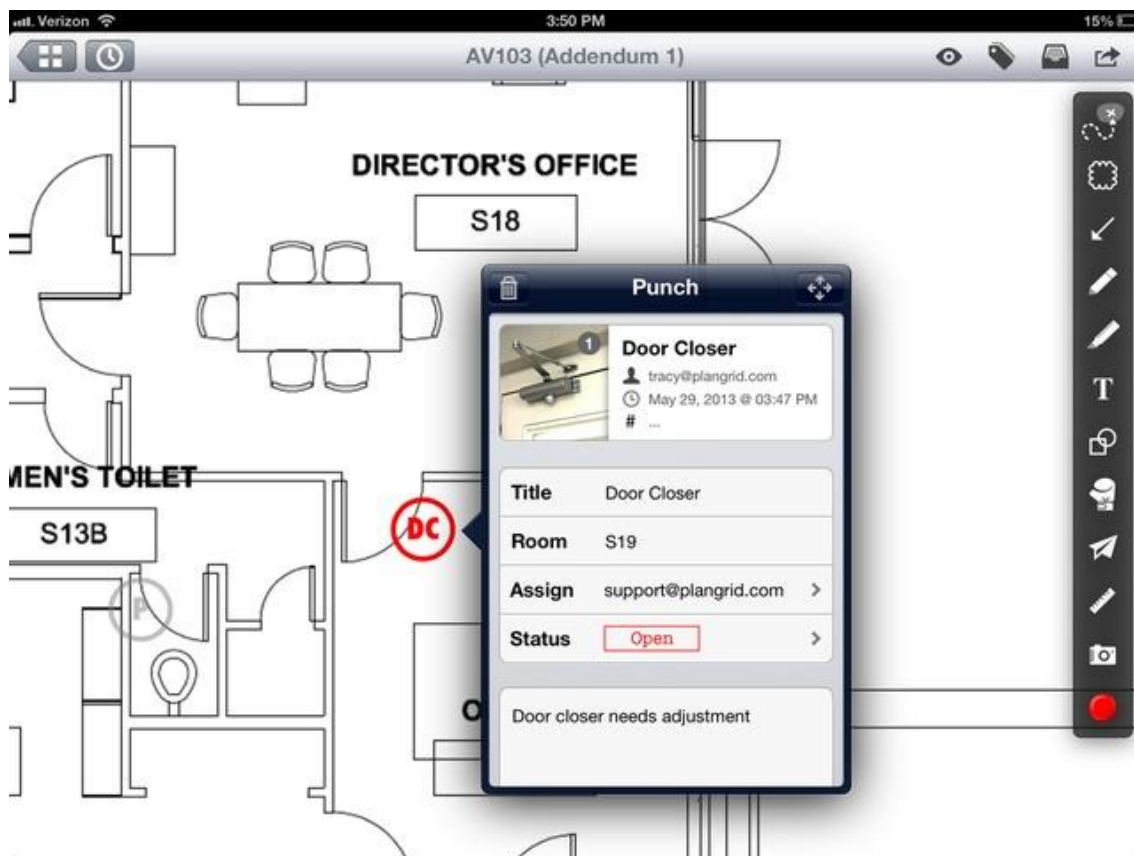 Verizon 3:50 PM 15%
AV103 (Addendum 1)
DIRECTOR'S OFFICE
S18
Punch
1
Door Closer
tracy@plangrid.com
May 29, 2013 @ 03:47 PM
# ...
Title Door Closer
Room S19
Assign support@plangrid.com
Status Open
Door closer needs adjustment
MEN'S TOILET
S13B
DC
P
O
T